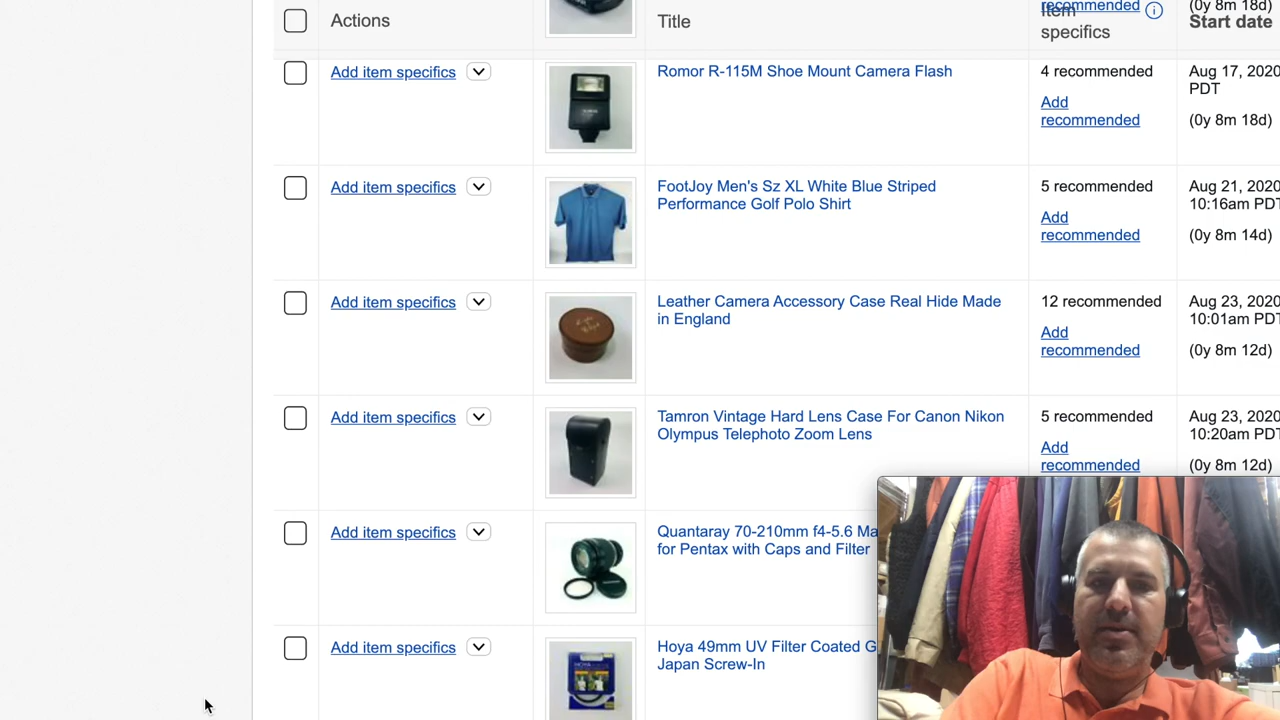 recommended
0y 8m 18d)
Actions
Title
Item
specifics
Start date
Add item specifics
Romor R-115M Shoe Mount Camera Flash
4 recommended
Add
recommended
Aug 17, 2020
PDT
(0y 8m 18d)
Add item specifics
FootJoy Men's Sz XL White Blue Striped
Performance Golf Polo Shirt
5 recommended
Add
recommended
Aug 21, 2020
10:16am PDT
(0y 8m 14d)
Add item specifics
Leather Camera Accessory Case Real Hide Made
in England
12 recommended
Add
recommended
Aug 23, 2020
10:01am PDT
(0y 8m 12d)
Add item specifics
Tamron Vintage Hard Lens Case For Canon Nikon
Olympus Telephoto Zoom Lens
5 recommended
Add
recommended
Aug 23, 2020
10:20am PDT
(0y 8m 12d)
Add item specifics
Quantaray 70-210mm f4-5.6 Ma
for Pentax with Caps and Filter
Add item specifics
Hoya 49mm UV Filter Coated G
Japan Screw-In